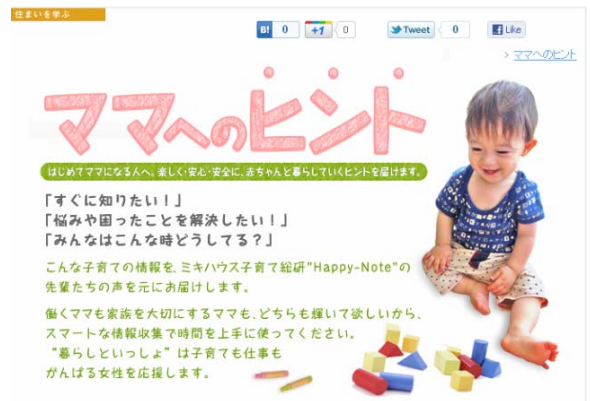 住まいを学ぶ
B! 0 +1 0 Tweet 0 Like
> ママへのヒント
ママへのヒント
はじめてママになる人へ。楽しく・安心・安全に、赤ちゃんと暮らしていくヒントを届けます。
「すぐに知りたい！」
「悩みや困ったことを解決したい！」
「みんなはこんな時どうしてる？」
こんな子育ての情報を、ミキハウス子育て総研"Happy-Note"の
先輩たちの声を元にお届けします。
働くママも家族を大切にするママも、どちらも輝いて欲しいから、
スマートな情報収集で時間を上手に使ってください。
"暮らしといっしょ"は子育ても仕事も
がんばる女性を応援します。